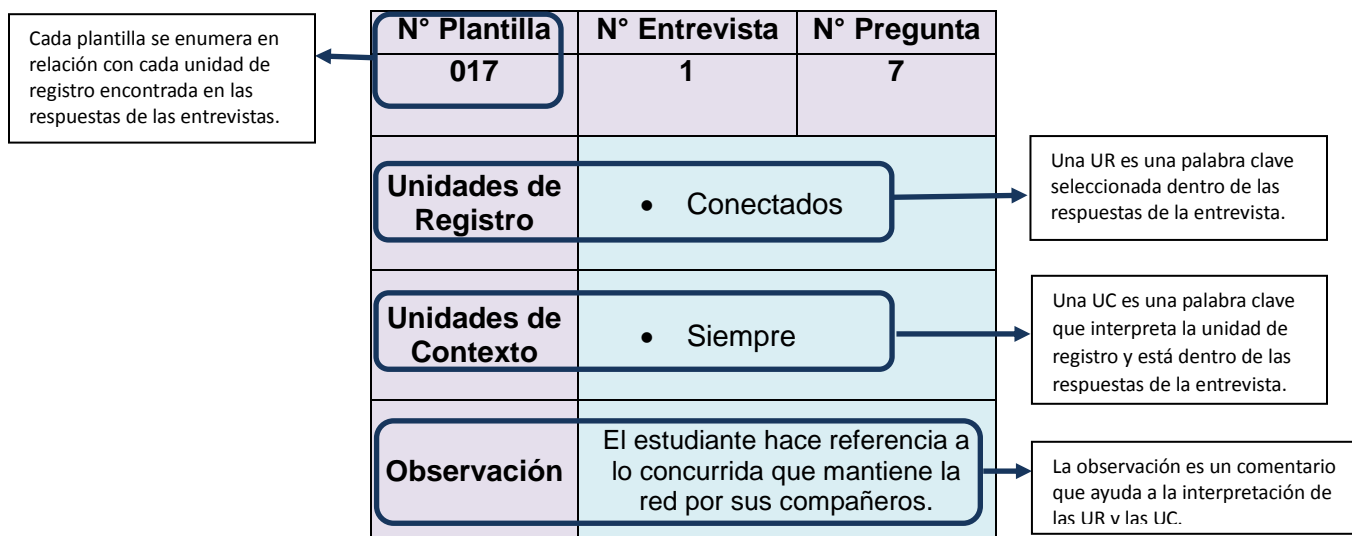 Cada plantilla se enumera en
relación con cada unidad de
registro encontrada en las
respuestas de las entrevistas.
N° Plantilla N° Entrevista N° Pregunta
017 1 7
Unidades de
Registro
• Conectados
Una UR es una palabra clave
seleccionada dentro de las
respuestas de la entrevista.
Unidades de
Contexto
• Siempre
Una UC es una palabra clave
que interpreta la unidad de
registro y está dentro de las
respuestas de la entrevista.
Observación
El estudiante hace referencia a
lo concurrida que mantiene la
red por sus compañeros.
La observación es un comentario
que ayuda a la interpretación de
las UR y las UC.